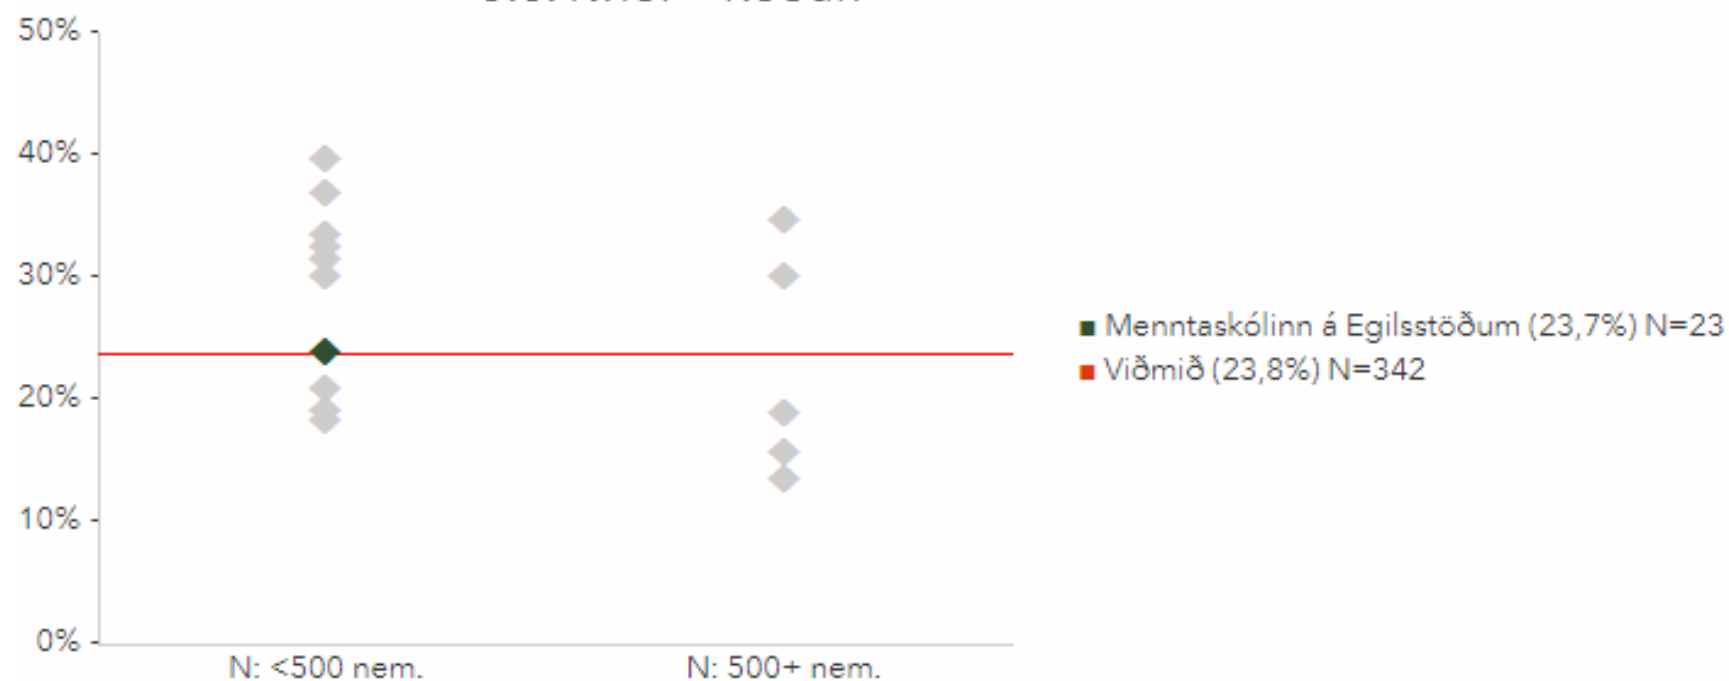 50%
40%
30%
20%
10%
0%
N: <500 nem.
N: 500+ nem.
Menntaskólinn á Egilsstöðum (23,7%) N=23
Viðmið (23,8%) N=342